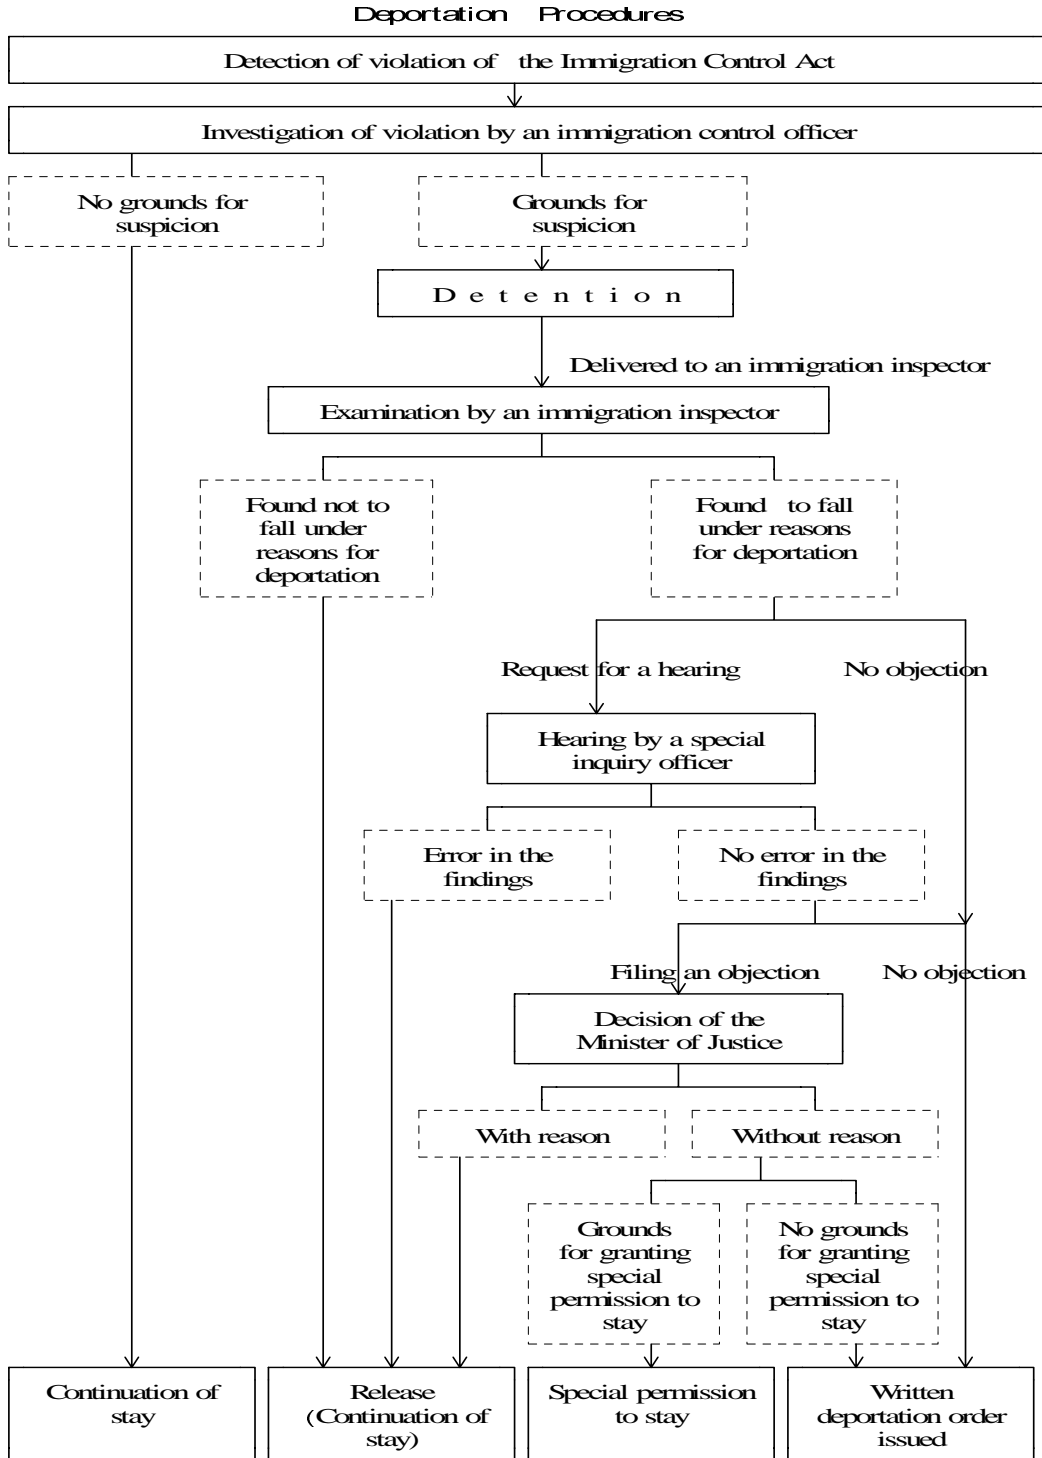 Deportation Procedures
Detection of violation of the Immigration Control Act
Investigation of violation by an immigration control officer
No grounds for
suspicion
Grounds for
suspicion
Detention
Delivered to an immigration inspector
Examination by an immigration inspector
Found not to
fall under
reasons for
deportation
Found to fall
under reasons
for deportation
Request for a hearing
No objection
Hearing by a special
inquiry officer
Error in the
findings
No error in the
findings
Filing an objection
No objection
Decision of the
Minister of Justice
With reason
Without reason
Grounds
for granting
special
permission to
stay
No grounds
for granting
special
permission to
stay
Continuation of
stay
Release
(Continuation of
stay)
Special permission
to stay
Written
deportation order
issued